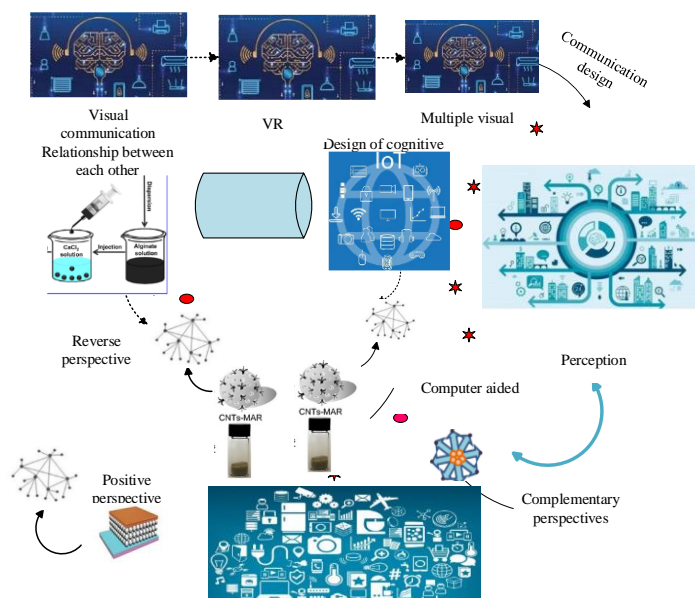 Communication
design
Visual
communication
VR
Multiple visual
Relationship between
each other
Design of cognitive
IOT
Dispersion
CaCl₂
solution
Injection
Alginate
solution
Reverse
perspective
Perception
CNTs-MAR
CNTs-MAR
Computer aided
Positive
perspective
Complementary
perspectives